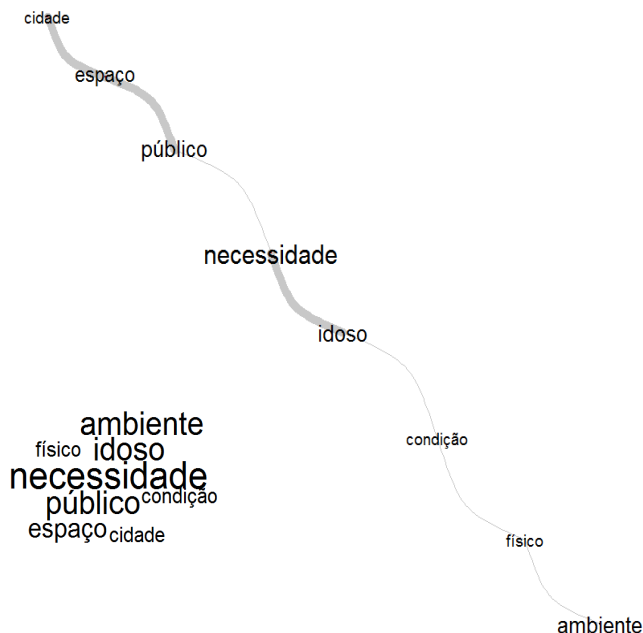 cidade
espaço
público
necessidade
idoso
condição
físico
ambiente
ambiente
físico idoso
necessidade
público condição
espaço cidade